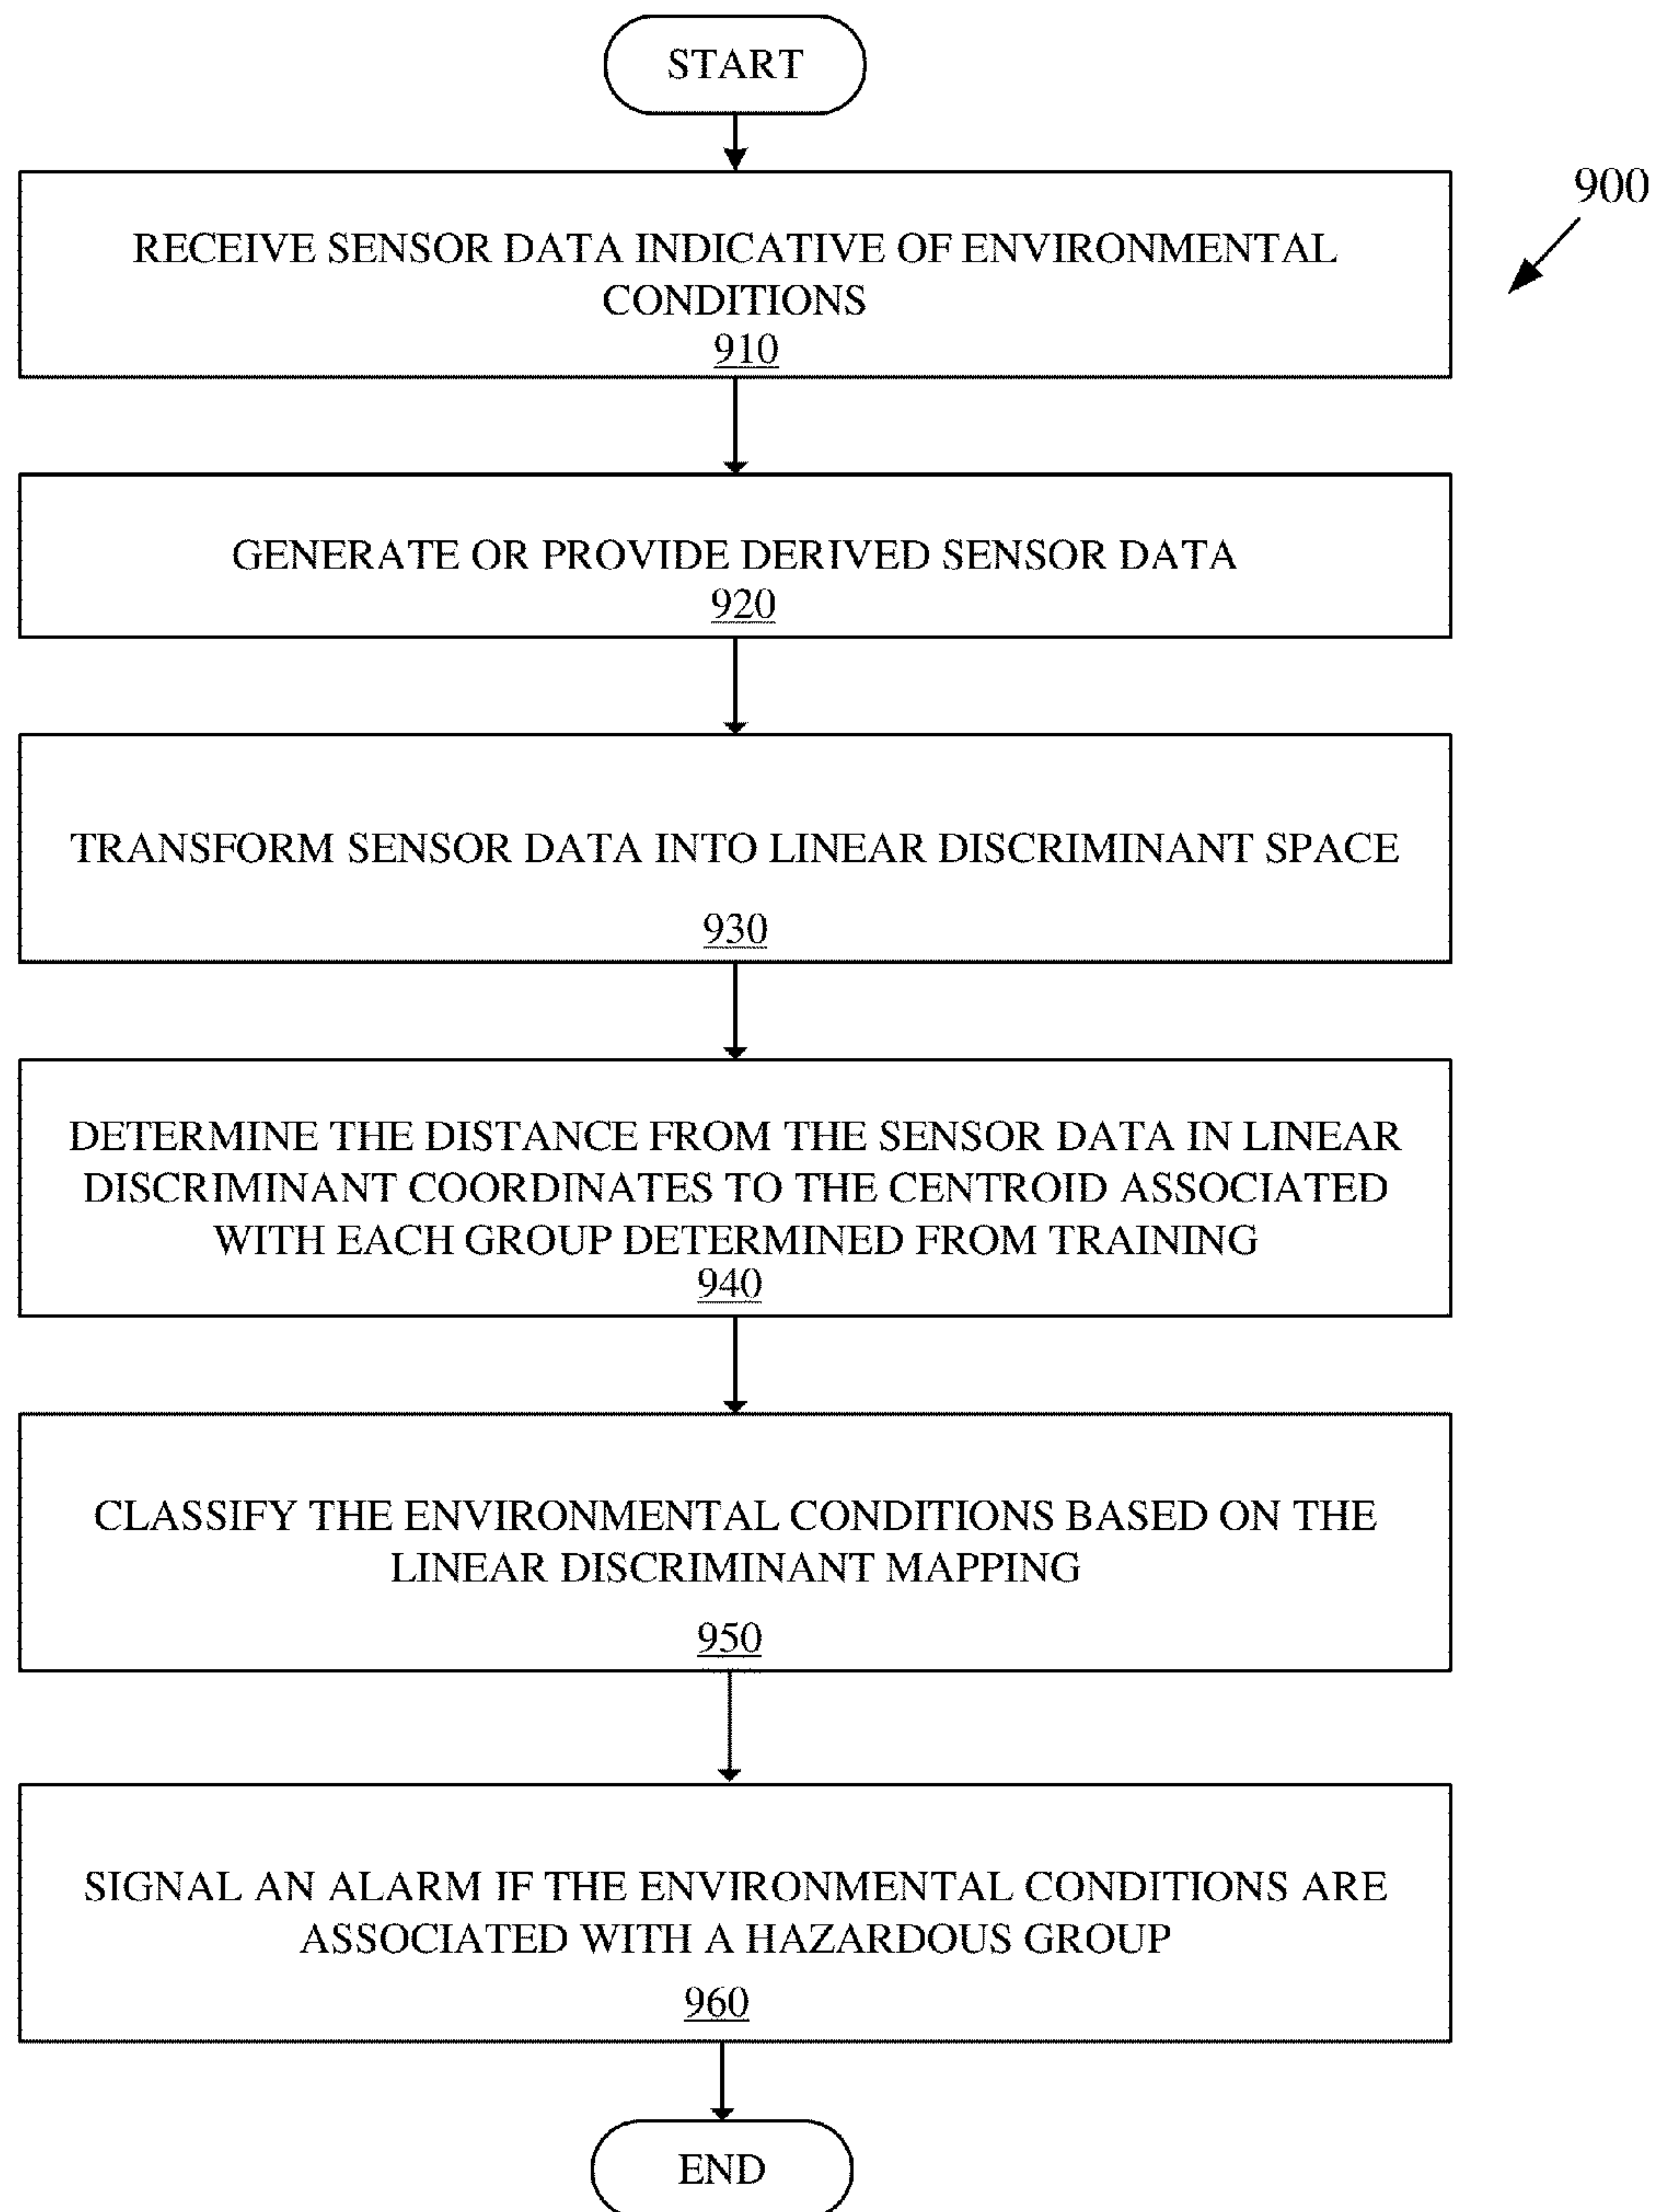 START
900
RECEIVE SENSOR DATA INDICATIVE OF ENVIRONMENTAL
CONDITIONS
910
GENERATE OR PROVIDE DERIVED SENSOR DATA
920
TRANSFORM SENSOR DATA INTO LINEAR DISCRIMINANT SPACE
930
DETERMINE THE DISTANCE FROM THE SENSOR DATA IN LINEAR
DISCRIMINANT COORDINATES TO THE CENTROID ASSOCIATED
WITH EACH GROUP DETERMINED FROM TRAINING
940
CLASSIFY THE ENVIRONMENTAL CONDITIONS BASED ON THE
LINEAR DISCRIMINANT MAPPING
950
SIGNAL AN ALARM IF THE ENVIRONMENTAL CONDITIONS ARE
ASSOCIATED WITH A HAZARDOUS GROUP
960
END